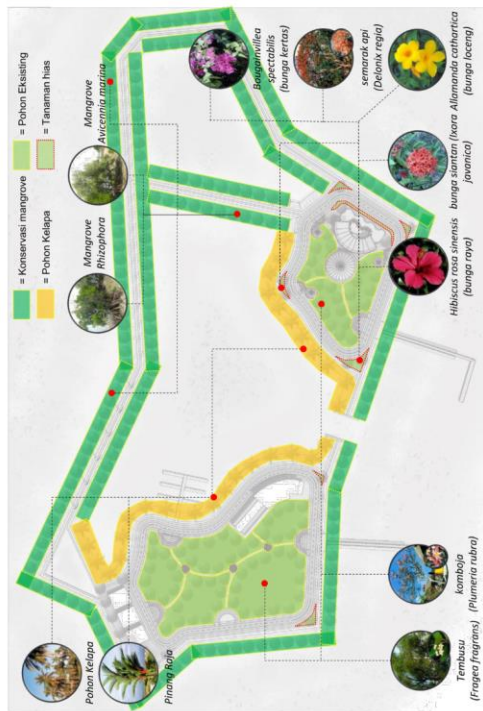 = Konservasi mangrove
= Pohon Kelapa
= Pohon Eksisting
= Tanaman hias
Mangrove
Rhizophora
Mangrove
Avicennia marina
Bougainvillea
spectabilis
(bunga kertas)
semarak api
(Delonix regia)
Allamanda cathartica
(bunga loceng)
bunga siantan (Ixora
javanica)
Hibiscus rosa sinensis
(bunga raya)
Pohon Kelapa
Pinang Raja
kamboja
(Plumeria rubra)
Tembusu
(Fragea fragrans)